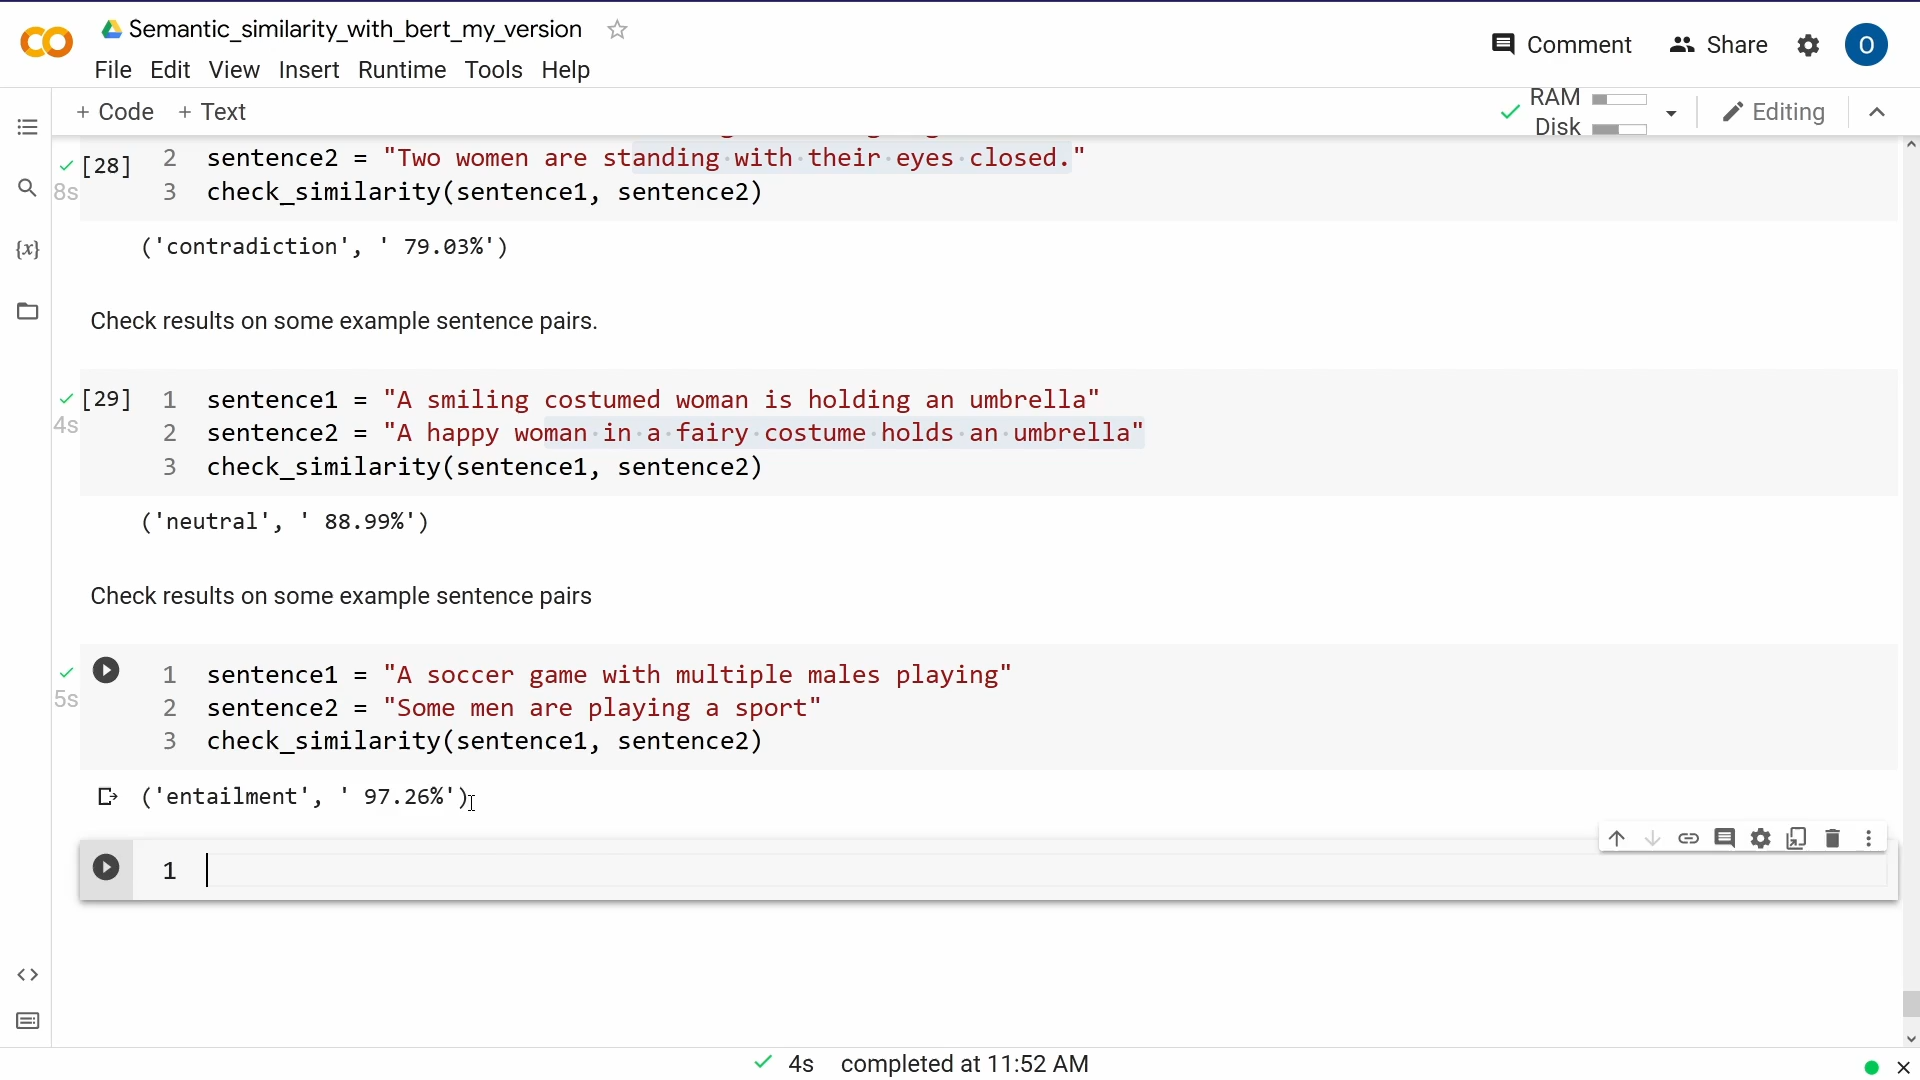 Semantic_similarity_with_bert_my_version
Comment
Share
O
File Edit View Insert Runtime Tools Help
+ Code + Text
RAM
Disk
Editing
[28]
8s
2 sentence2 = "Two women are standing with their eyes closed."
3 check_similarity(sentence1, sentence2)
('contradiction', ' 79.03%')
Check results on some example sentence pairs.
[29]
4s
1 sentence1 = "A smiling costumed woman is holding an umbrella"
2 sentence2 = "A happy woman in a fairy costume holds an umbrella"
3 check_similarity(sentence1, sentence2)
('neutral', ' 88.99%')
Check results on some example sentence pairs
5s
1 sentence1 = "A soccer game with multiple males playing"
2 sentence2 = "Some men are playing a sport"
3 check_similarity(sentence1, sentence2)
('entailment', ' 97.26%')
1
4s completed at 11:52 AM